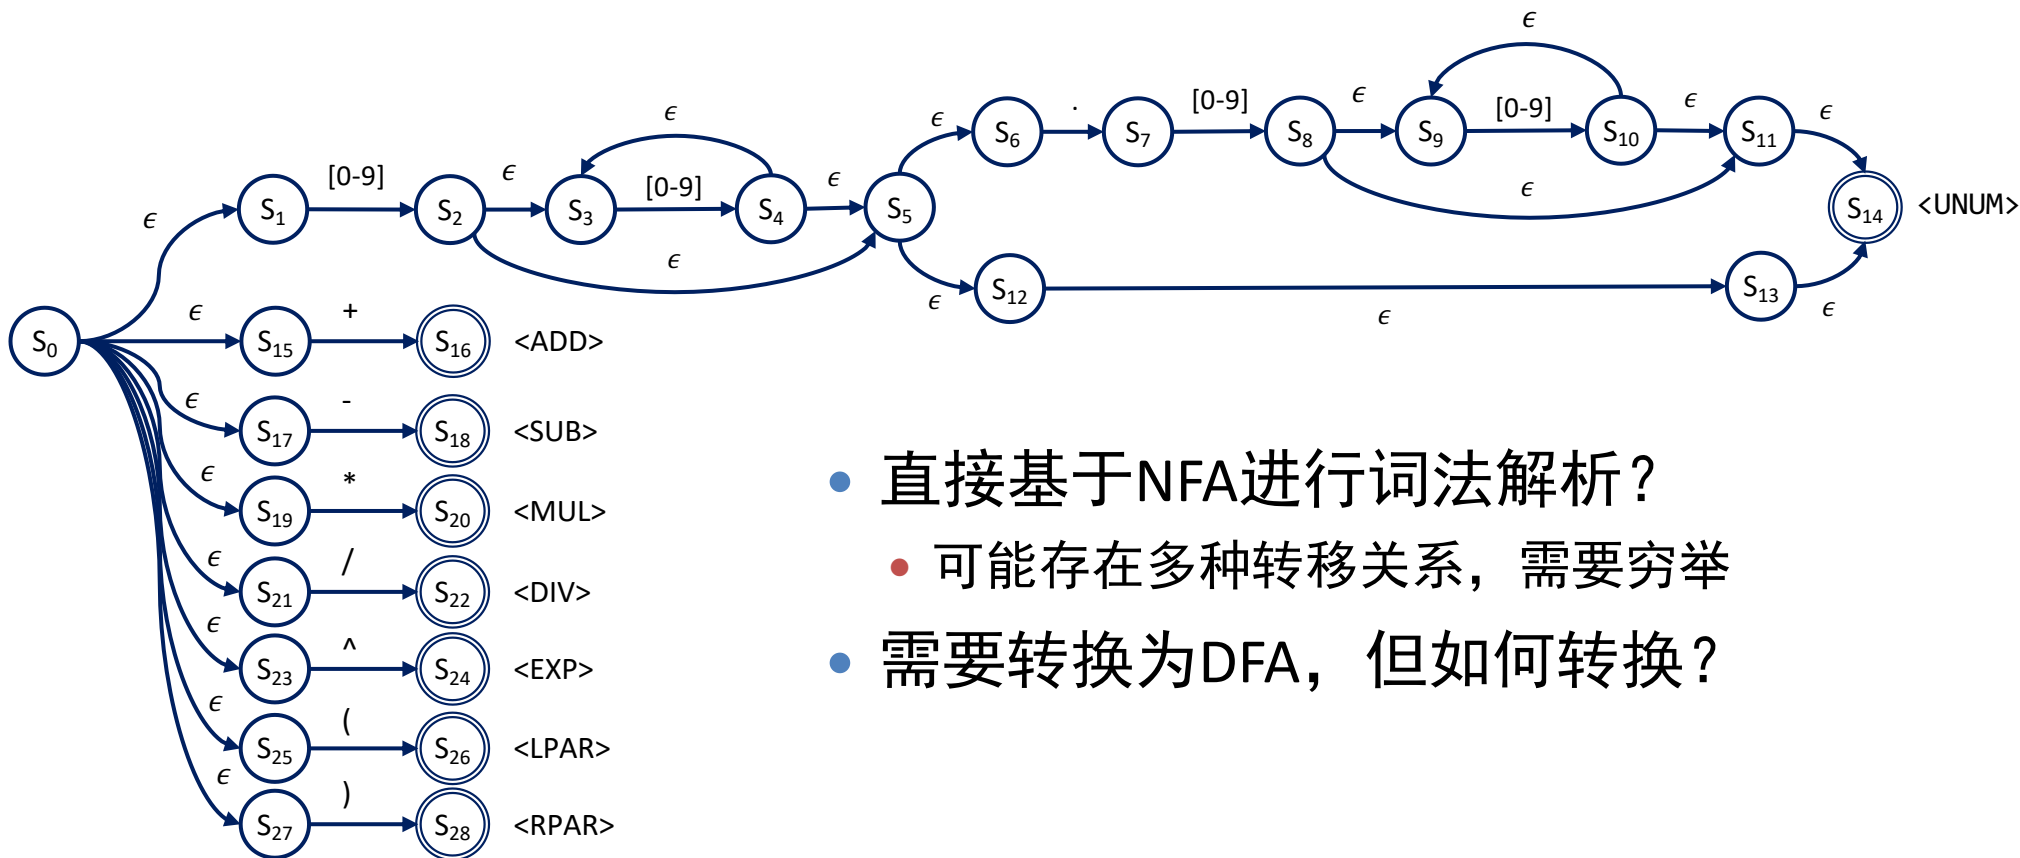 ϵ
ϵ ϵ
[0-9] ϵ [0-9] ϵ
S₆ . S₇ S₈ S₉ [0-9] S₁₀ S₁₁
[0-9] ϵ [0-9] ϵ ϵ
S₁ S₂ S₃ S₄ S₅ S₁₄ <UNUM>
ϵ ϵ ϵ
S₁₂ ϵ S₁₃ ϵ
S₀ ϵ S₁₅ + S₁₆ <ADD>
ϵ S₁₇ - S₁₈ <SUB>
ϵ S₁₉ * S₂₀ <MUL>
ϵ S₂₁ / S₂₂ <DIV>
ϵ S₂₃ ^ S₂₄ <EXP>
ϵ S₂₅ ( S₂₆ <LPAR>
ϵ S₂₇ ) S₂₈ <RPAR>
• 直接基于NFA进行词法解析？
• 可能存在多种转移关系，需要穷举
• 需要转换为DFA，但如何转换？